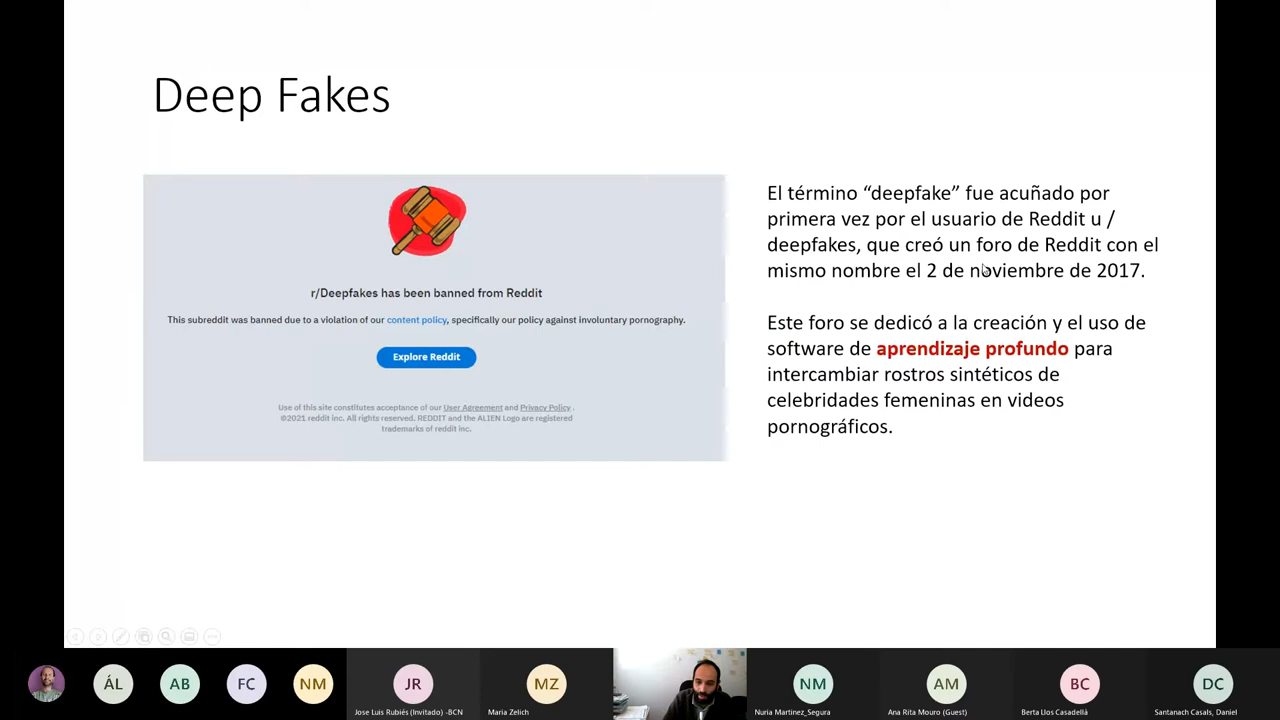 Deep Fakes
r/Deepfakes has been banned from Reddit
This subreddit was banned due to a violation of our content policy, specifically our policy against involuntary pornography.
Explore Reddit
Use of this site constitutes acceptance of our User Agreement and Privacy Policy .
©2021 reddit inc. All rights reserved. REDDIT and the ALIEN Logo are registered
trademarks of reddit inc.
El término “deepfake” fue acuñado por
primera vez por el usuario de Reddit u /
deepfakes, que creó un foro de Reddit con el
mismo nombre el 2 de noviembre de 2017.
Este foro se dedicó a la creación y el uso de
software de aprendizaje profundo para
intercambiar rostros sintéticos de
celebridades femeninas en videos
pornográficos.
ÁL
AB
FC
NM
JR
MZ
NM
AM
BC
DC
Jose Luis Rubiés (Invitado) -BCN
Maria Zelich
Nuria Martinez_Segura
Ana Rita Mouro (Guest)
Berta Llos Casadellà
Santanach Casals, Daniel